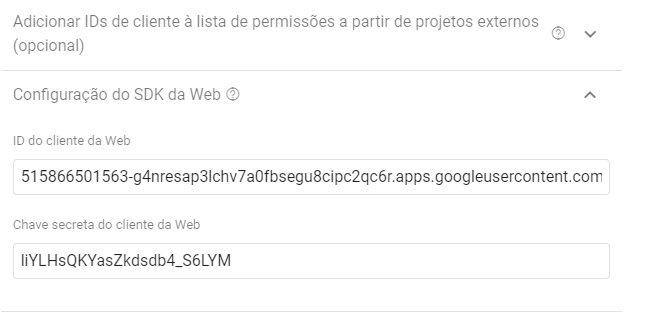 Adicionar IDs de cliente à lista de permissões a partir de projetos externos
(opcional)
Configuração do SDK da Web
ID do cliente da Web
515866501563-g4nresap3lchv7a0fbsegu8cipc2qc6r.apps.googleusercontent.com
Chave secreta do cliente da Web
liYLHsQKYasZkdsdb4_S6LYM